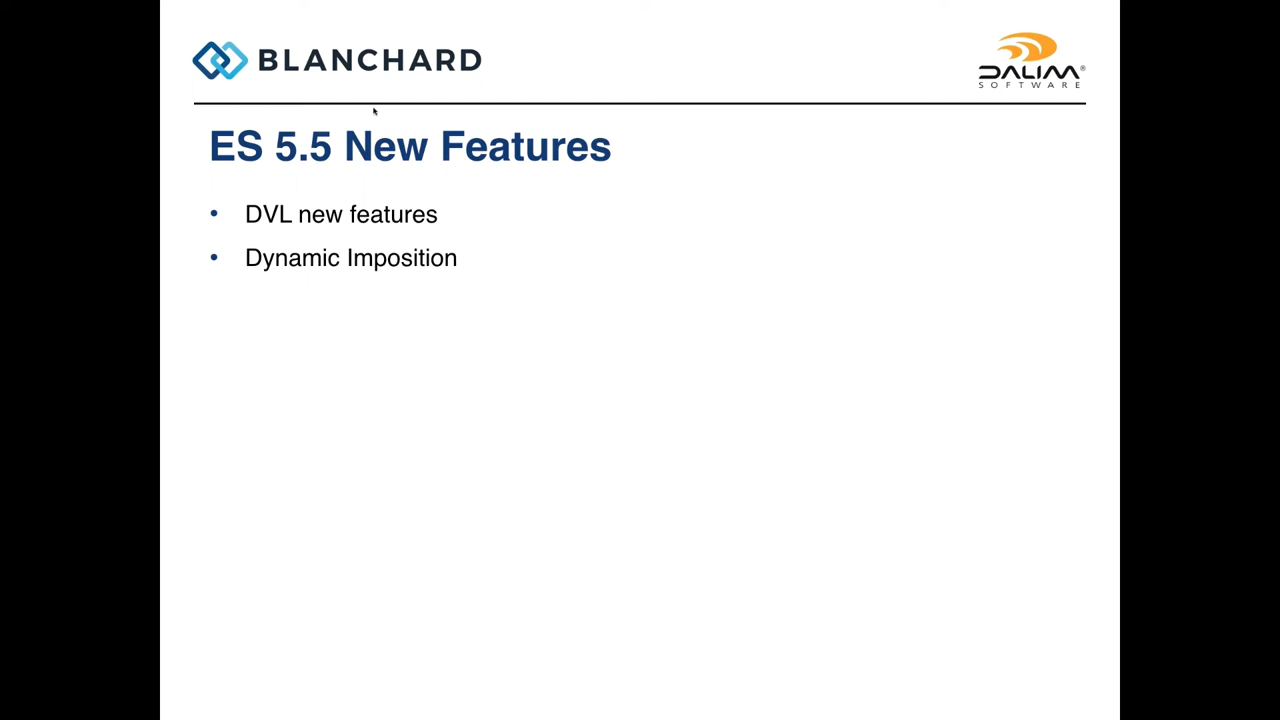 BLANCHARD
DALIM®
SOFTWARE
ES 5.5 New Features
• DVL new features
• Dynamic Imposition